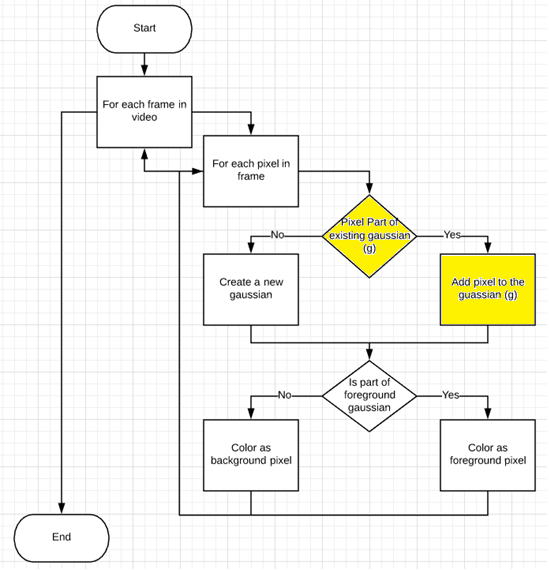 Start
For each frame in
video
For each pixel in
frame
Pixel Part of
existing gaussian
(g)
No
Yes
Create a new
gaussian
Add pixel to the
guassian (g)
Is part of
foreground
gaussian
No
Yes
Color as
background pixel
Color as
foreground pixel
End